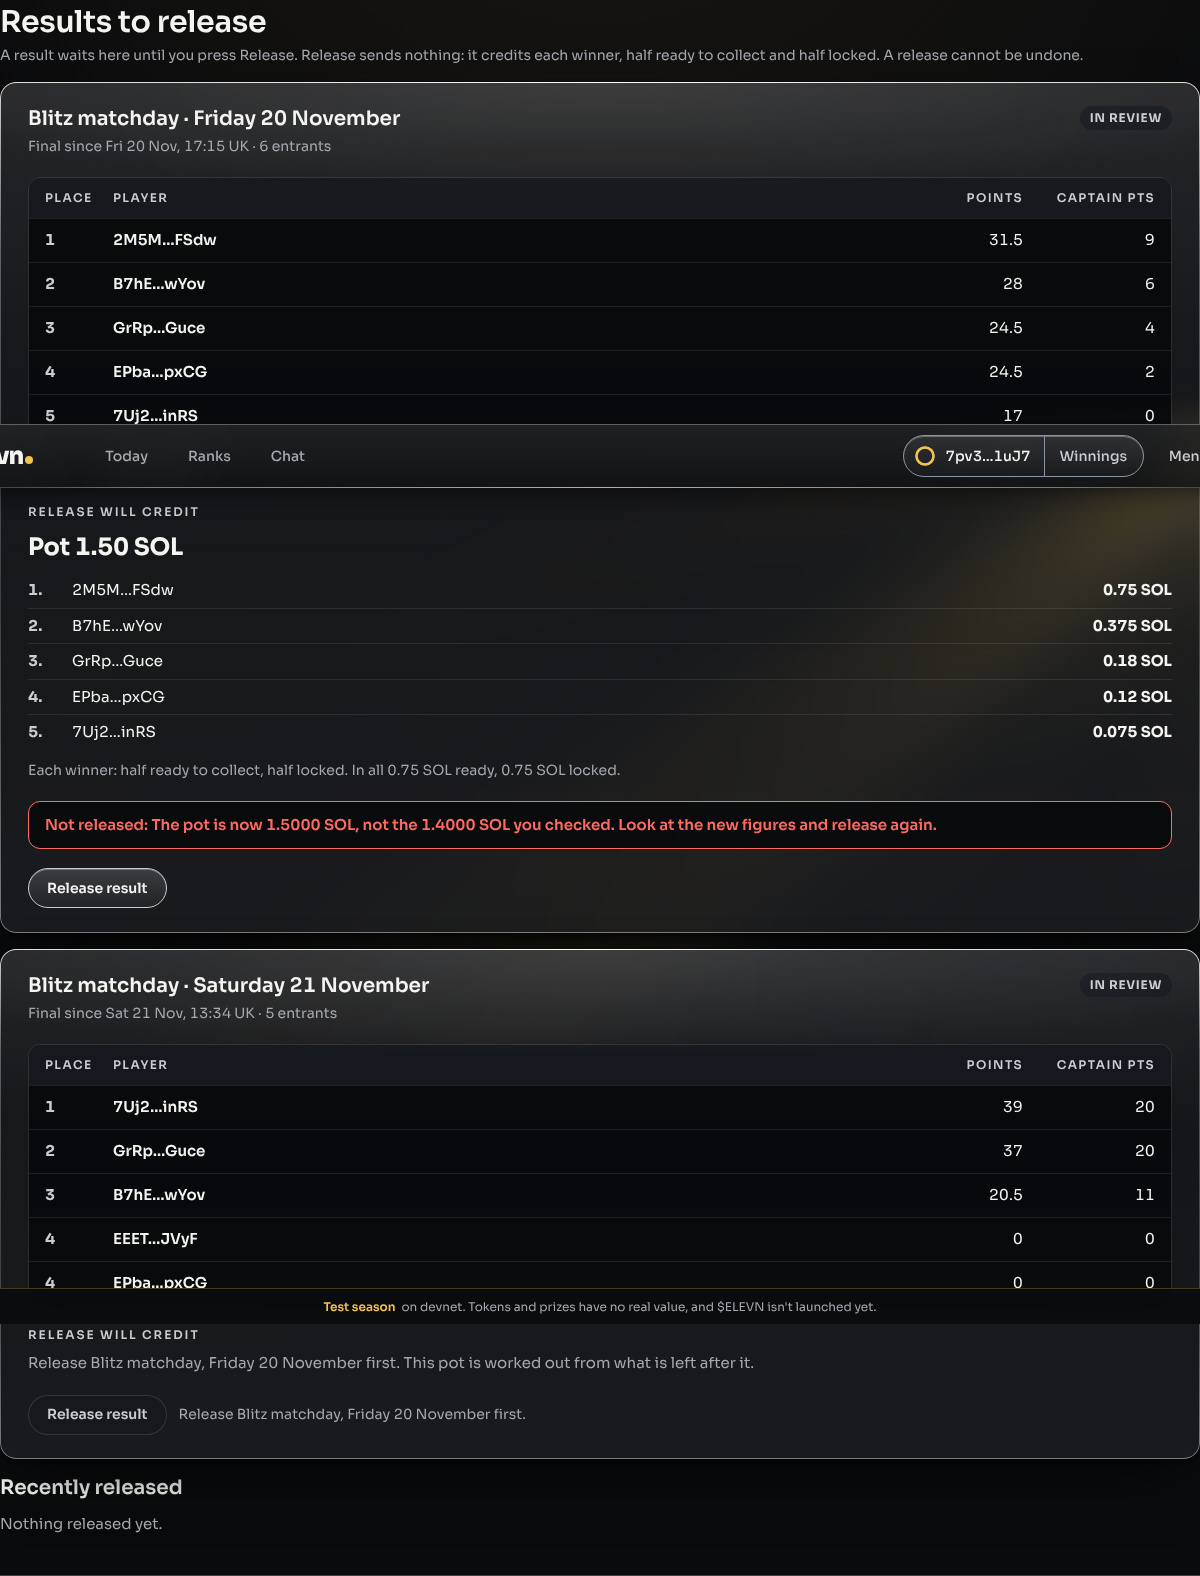 Results to release
A result waits here until you press Release. Release sends nothing: it credits each winner, half ready to collect and half locked. A release cannot be undone.
Blitz matchday · Friday 20 November
IN REVIEW
Final since Fri 20 Nov, 17:15 UK · 6 entrants
PLACE PLAYER POINTS CAPTAIN PTS
1 2M5M...FSdw 31.5 9
2 B7hE...wYov 28 6
3 GrRp...Guce 24.5 4
4 EPba...pxCG 24.5 2
5 7Uj2...inRS 17 0
vn. Today Ranks Chat 7pv3...1uJ7 Winnings Men
RELEASE WILL CREDIT
Pot 1.50 SOL
1. 2M5M...FSdw 0.75 SOL
2. B7hE...wYov 0.375 SOL
3. GrRp...Guce 0.18 SOL
4. EPba...pxCG 0.12 SOL
5. 7Uj2...inRS 0.075 SOL
Each winner: half ready to collect, half locked. In all 0.75 SOL ready, 0.75 SOL locked.
Not released: The pot is now 1.5000 SOL, not the 1.4000 SOL you checked. Look at the new figures and release again.
Release result
Blitz matchday · Saturday 21 November
IN REVIEW
Final since Sat 21 Nov, 13:34 UK · 5 entrants
PLACE PLAYER POINTS CAPTAIN PTS
1 7Uj2...inRS 39 20
2 GrRp...Guce 37 20
3 B7hE...wYov 20.5 11
4 EEET...JVyF 0 0
4 EPba...pxCG 0 0
Test season on devnet. Tokens and prizes have no real value, and $ELEVN isn't launched yet.
RELEASE WILL CREDIT
Release Blitz matchday, Friday 20 November first. This pot is worked out from what is left after it.
Release result Release Blitz matchday, Friday 20 November first.
Recently released
Nothing released yet.